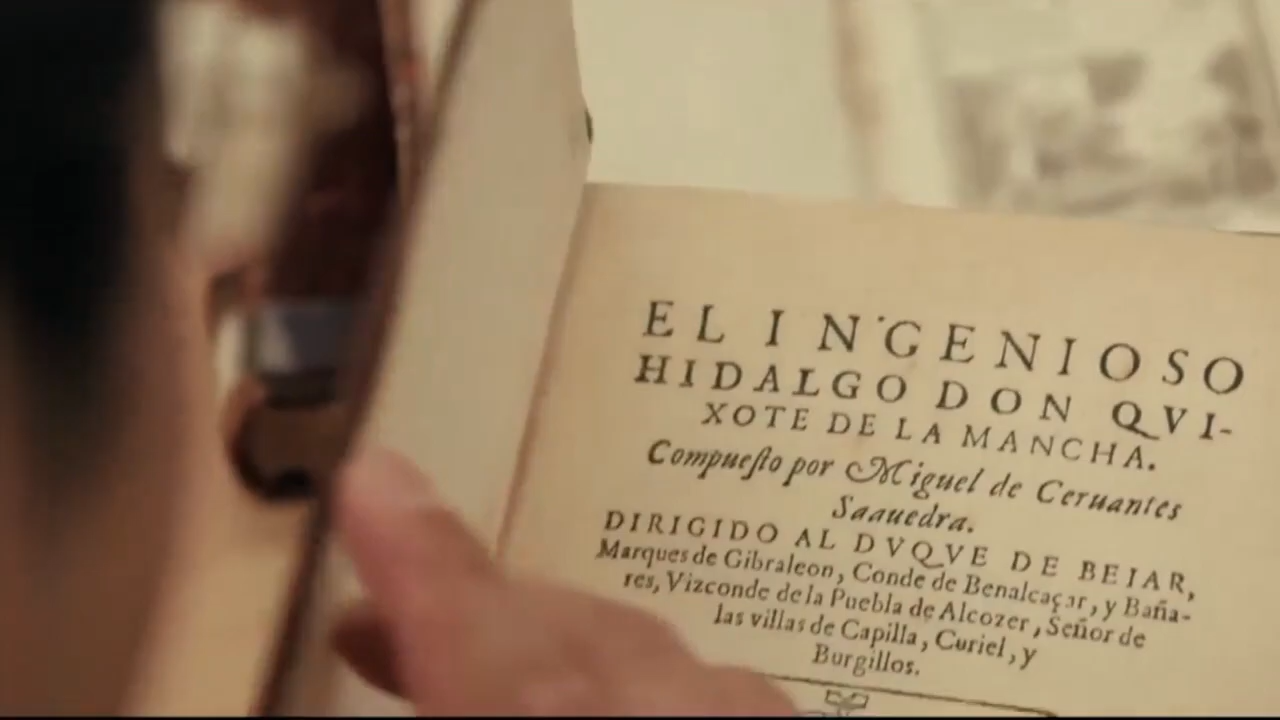 EL INGENIOSO
HIDALGO DON QVI-
XOTE DE LA MANCHA.
Compueſto por Miguel de Ceruantes
Saauedra.
DIRIGIDO AL DVQVE DE BEIAR,
Marques de Gibraleon, Conde de Benalcaçar, y Baña-
res, Vizconde de la Puebla de Alcozer, Señor de
las villas de Capilla, Curiel, y
Burgillos.